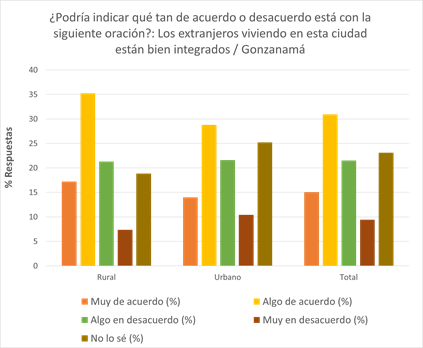 ¿Podría indicar qué tan de acuerdo o desacuerdo está con la
siguiente oración?: Los extranjeros viviendo en esta ciudad
están bien integrados / Gonzanamá
40
35
30
25
20
15
10
5
0
% Respuestas
Rural Urbano Total
Muy de acuerdo (%) Algo de acuerdo (%)
Algo en desacuerdo (%) Muy en desacuerdo (%)
No lo sé (%)